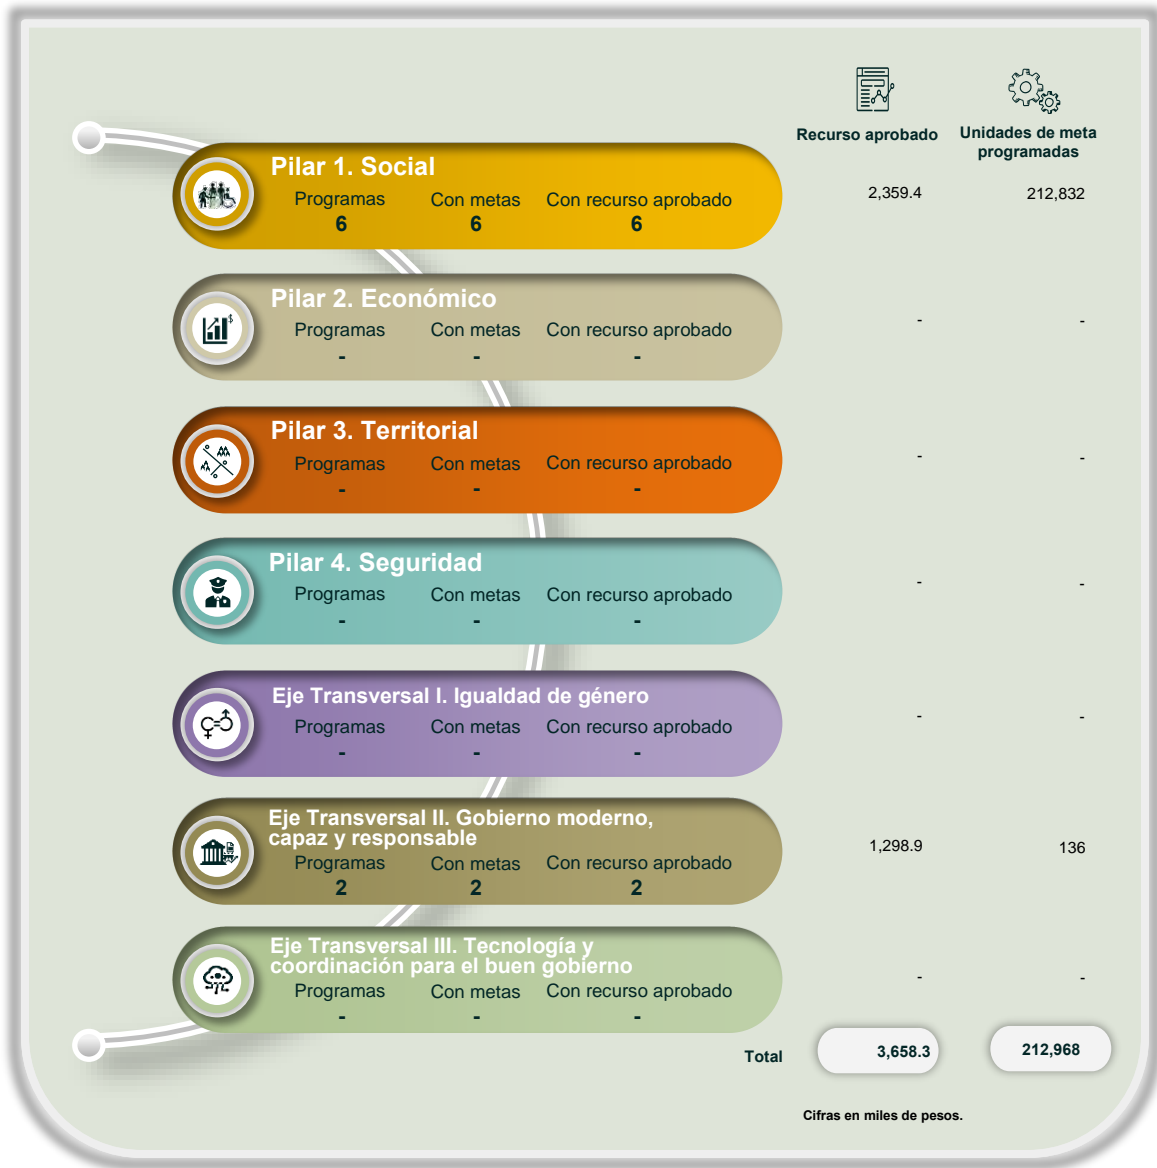 Recurso aprobado
Unidades de meta
programadas
Pilar 1. Social
Programas Con metas Con recurso aprobado
6 6 6
2,359.4 212,832
Pilar 2. Económico
Programas Con metas Con recurso aprobado
- - -
- -
Pilar 3. Territorial
Programas Con metas Con recurso aprobado
- - -
- -
Pilar 4. Seguridad
Programas Con metas Con recurso aprobado
- - -
- -
Eje Transversal I. Igualdad de género
Programas Con metas Con recurso aprobado
- - -
- -
Eje Transversal II. Gobierno moderno,
capaz y responsable
Programas Con metas Con recurso aprobado
2 2 2
1,298.9 136
Eje Transversal III. Tecnología y
coordinación para el buen gobierno
Programas Con metas Con recurso aprobado
- - -
- -
Total 3,658.3 212,968
Cifras en miles de pesos.